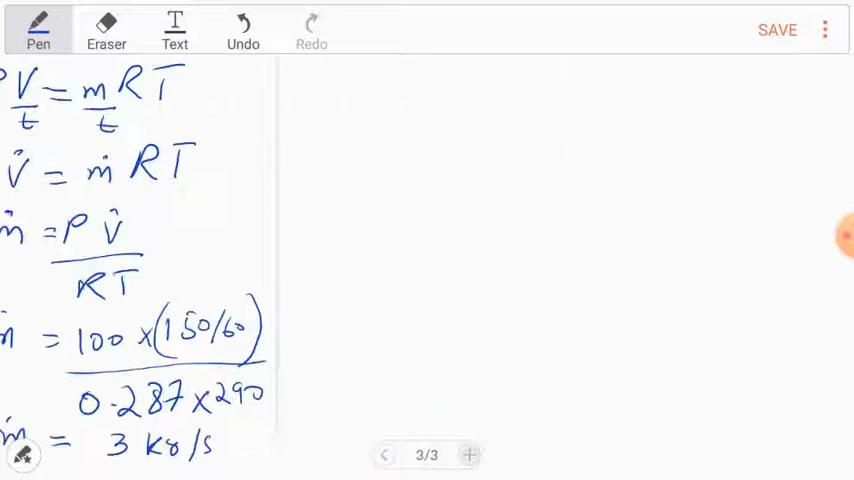 Pen Eraser Text Undo Redo SAVE
PV/t = m/t RT
V̇ = ṁ RT
ṁ = P V̇
RT
ṁ = 100 x (150/60)
0.287 x 290
ṁ = 3 kg/s
3/3